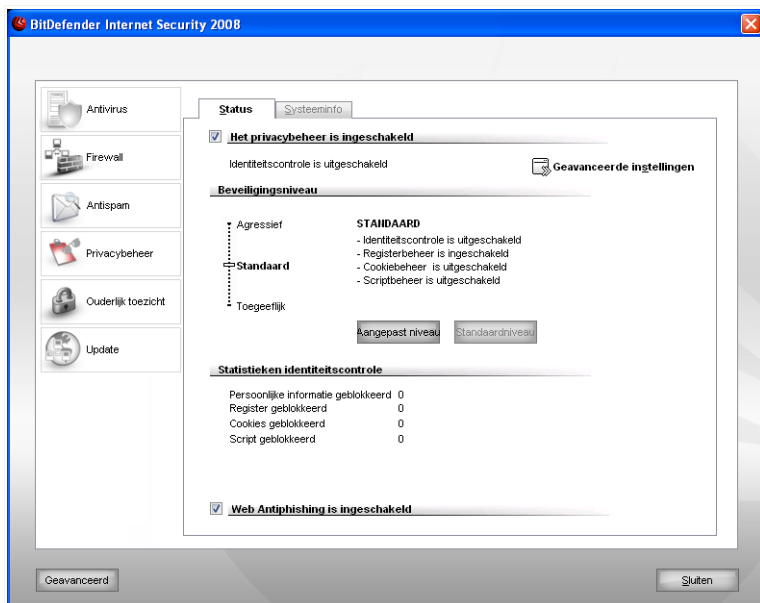 BitDefender Internet Security 2008
Antivirus
Firewall
Antispam
Privacybeheer
Ouderlijk toezicht
Update
Status
Systeeminfo
Het privacybeheer is ingeschakeld
Identiteitscontrole is uitgeschakeld
Geavanceerde instellingen
Beveiligingsniveau
Agressief
Standaard
Toegeeflijk
STANDAARD
- Identiteitscontrole is uitgeschakeld
- Registerbeheer is ingeschakeld
- Cookiebeheer is uitgeschakeld
- Scriptbeheer is uitgeschakeld
Aangepast niveau
Standaardniveau
Statistieken identiteitscontrole
Persoonlijke informatie geblokkeerd 0
Register geblokkeerd 0
Cookies geblokkeerd 0
Script geblokkeerd 0
Web Antiphishing is ingeschakeld
Geavanceerd
Sluiten